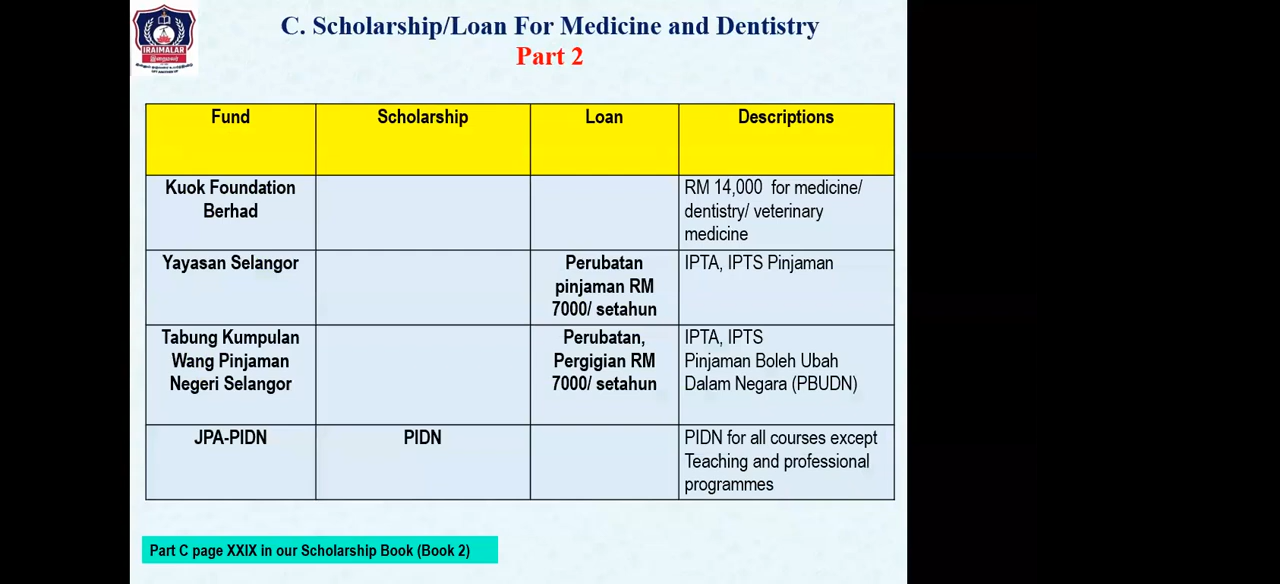 C. Scholarship/Loan For Medicine and Dentistry
Part 2
IRAIMALAR
இறைமலர்
Fund
Scholarship
Loan
Descriptions
Kuok Foundation
Berhad
RM 14,000 for medicine/
dentistry/ veterinary
medicine
Yayasan Selangor
Perubatan
pinjaman RM
7000/ setahun
IPTA, IPTS Pinjaman
Tabung Kumpulan
Wang Pinjaman
Negeri Selangor
Perubatan,
Pergigian RM
7000/ setahun
IPTA, IPTS
Pinjaman Boleh Ubah
Dalam Negara (PBUDN)
JPA-PIDN
PIDN
PIDN for all courses except
Teaching and professional
programmes
Part C page XXIX in our Scholarship Book (Book 2)